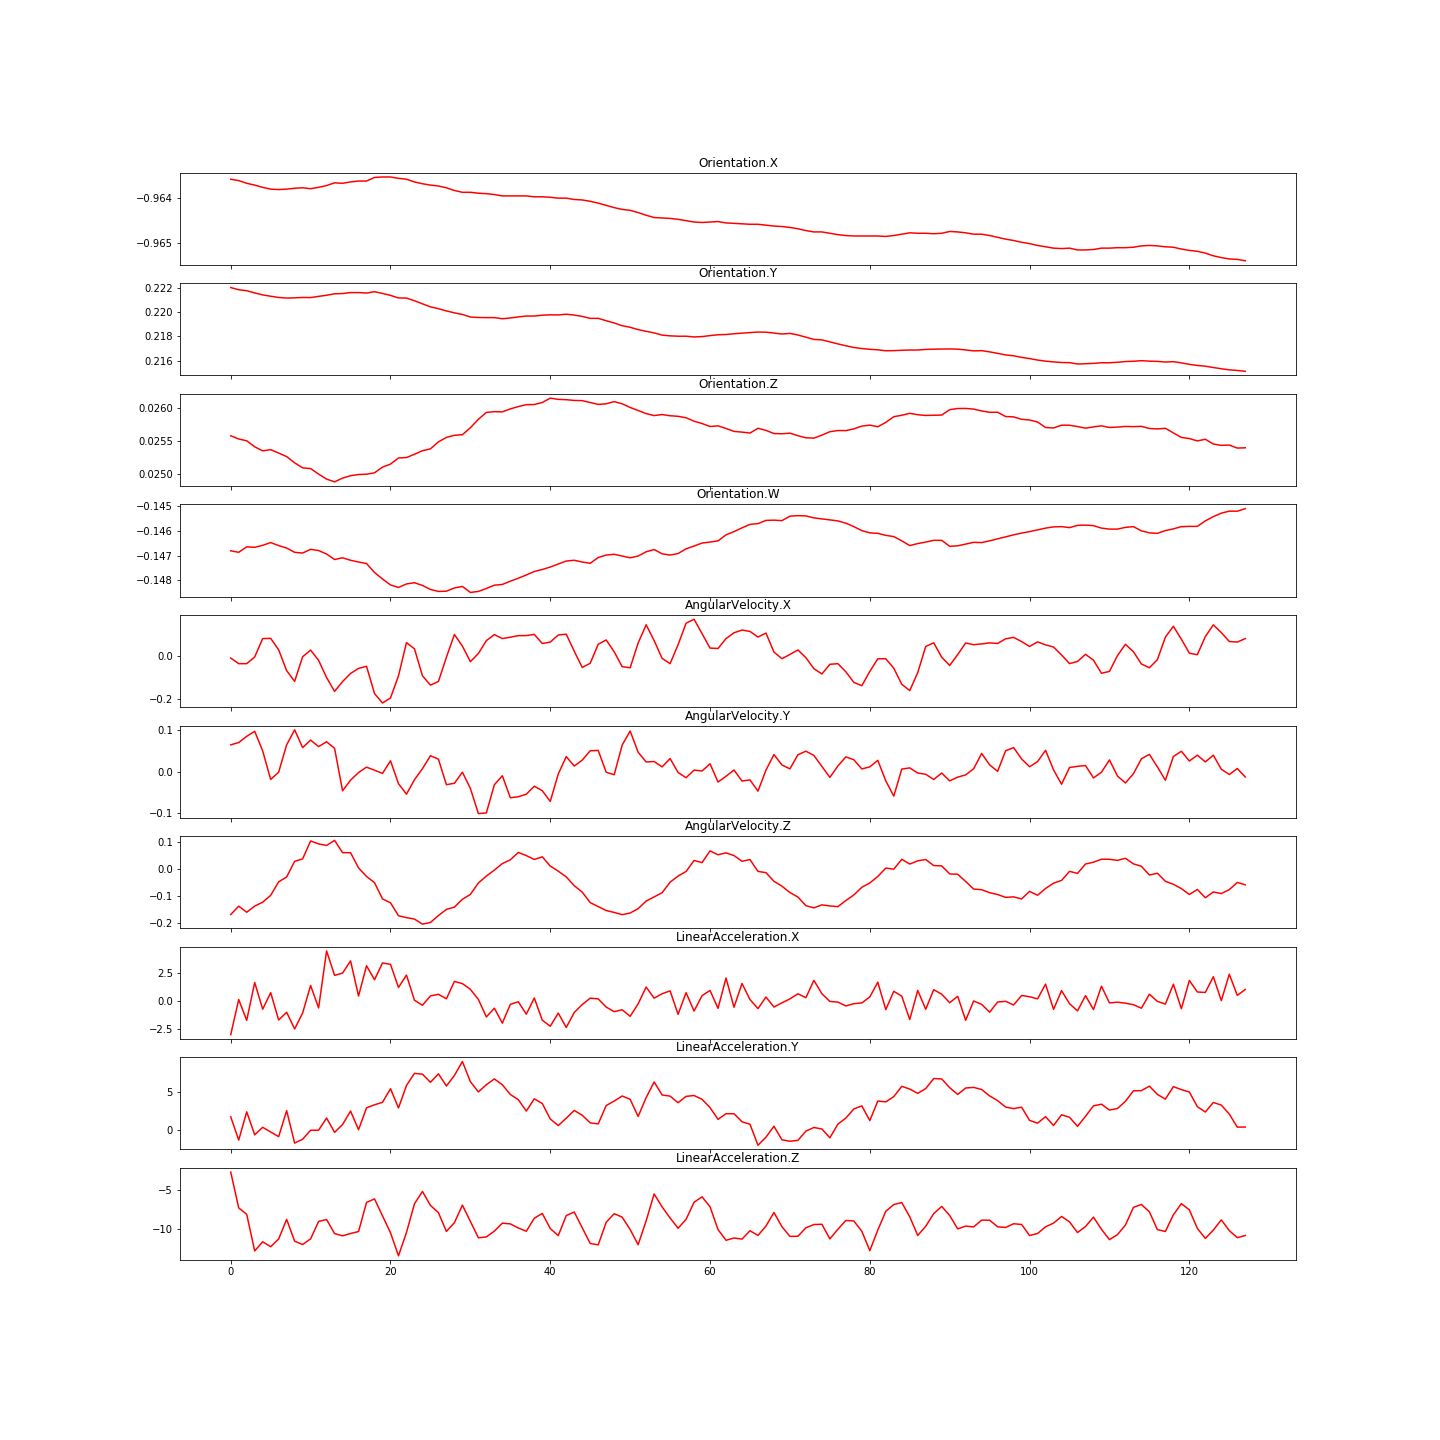 Orientation.X
−0.964
−0.965
Orientation.Y
0.222
0.220
0.218
0.216
Orientation.Z
0.0260
0.0255
0.0250
Orientation.W
−0.145
−0.146
−0.147
−0.148
AngularVelocity.X
0.0
−0.2
AngularVelocity.Y
0.1
0.0
−0.1
AngularVelocity.Z
0.1
0.0
−0.1
−0.2
LinearAcceleration.X
2.5
0.0
−2.5
LinearAcceleration.Y
5
0
LinearAcceleration.Z
−5
−10
0 20 40 60 80 100 120